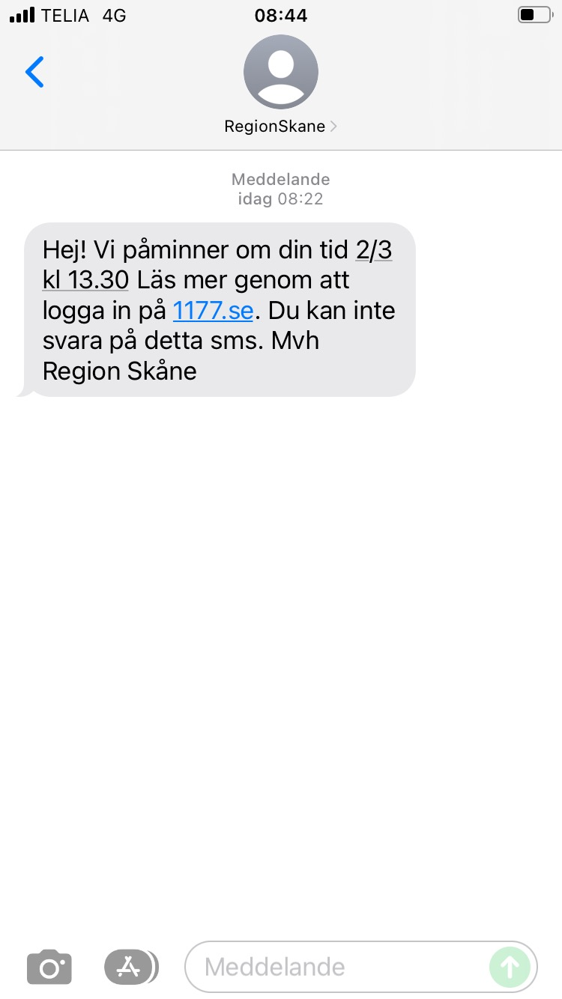 TELIA 4G 08:44
RegionSkane
Meddelande
idag 08:22
Hej! Vi påminner om din tid 2/3
kl 13.30 Läs mer genom att
logga in på 1177.se. Du kan inte
svara på detta sms. Mvh
Region Skåne
Meddelande